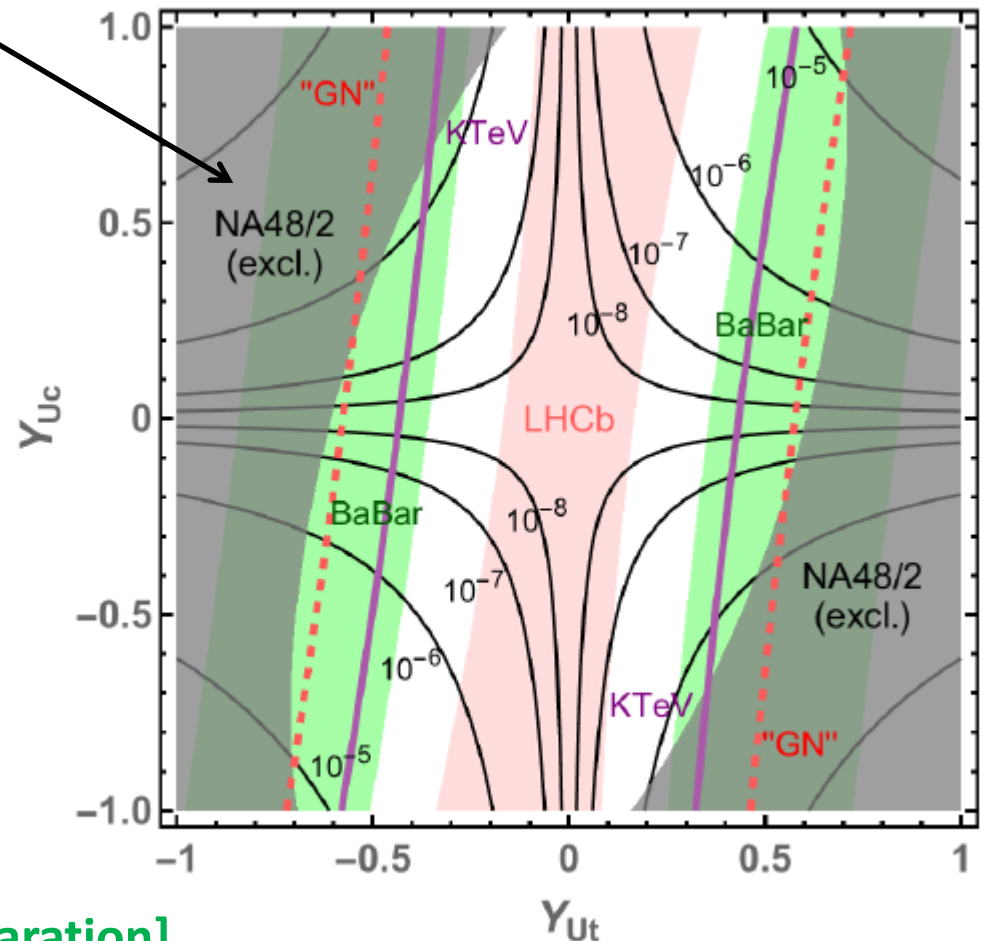 1.0
10⁻⁵
"GN"
KTeV
10⁻⁶
0.5
NA48/2
(excl.)
10⁻⁷
10⁻⁸
BaBar
Y_Uc
0
LHCb
BaBar
10⁻⁸
10⁻⁷
NA48/2
(excl.)
−0.5
10⁻⁶
KTeV
"GN"
10⁻⁵
−1.0
−1 −0.5 0 0.5 1
Y_Ut
aration]